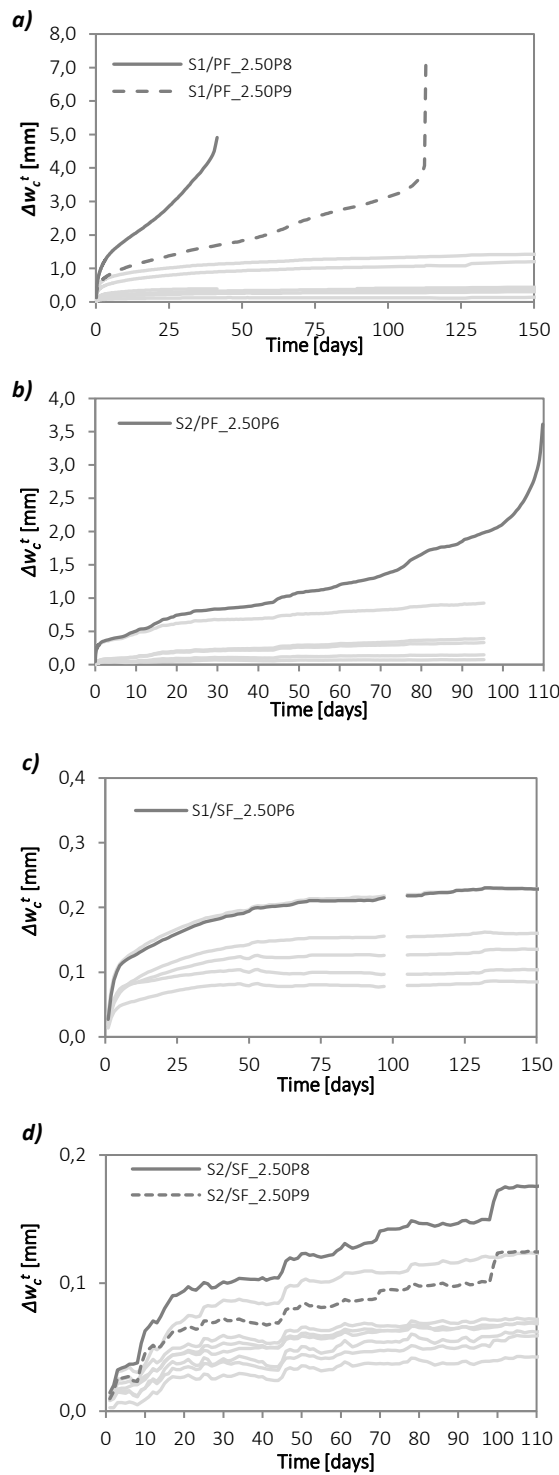 a)
8,0
7,0
6,0
5,0
4,0
3,0
2,0
1,0
0,0
Δw_c^t [mm]
S1/PF_2.50P8
S1/PF_2.50P9
0 25 50 75 100 125 150
Time [days]
b)
4,0
3,5
3,0
2,5
2,0
1,5
1,0
0,5
0,0
Δw_c^t [mm]
S2/PF_2.50P6
0 10 20 30 40 50 60 70 80 90 100 110
Time [days]
c)
0,4
0,3
0,2
0,1
0,0
Δw_c^t [mm]
S1/SF_2.50P6
0 25 50 75 100 125 150
Time [days]
d)
0,2
0,1
0,0
Δw_c^t [mm]
S2/SF_2.50P8
S2/SF_2.50P9
0 10 20 30 40 50 60 70 80 90 100 110
Time [days]